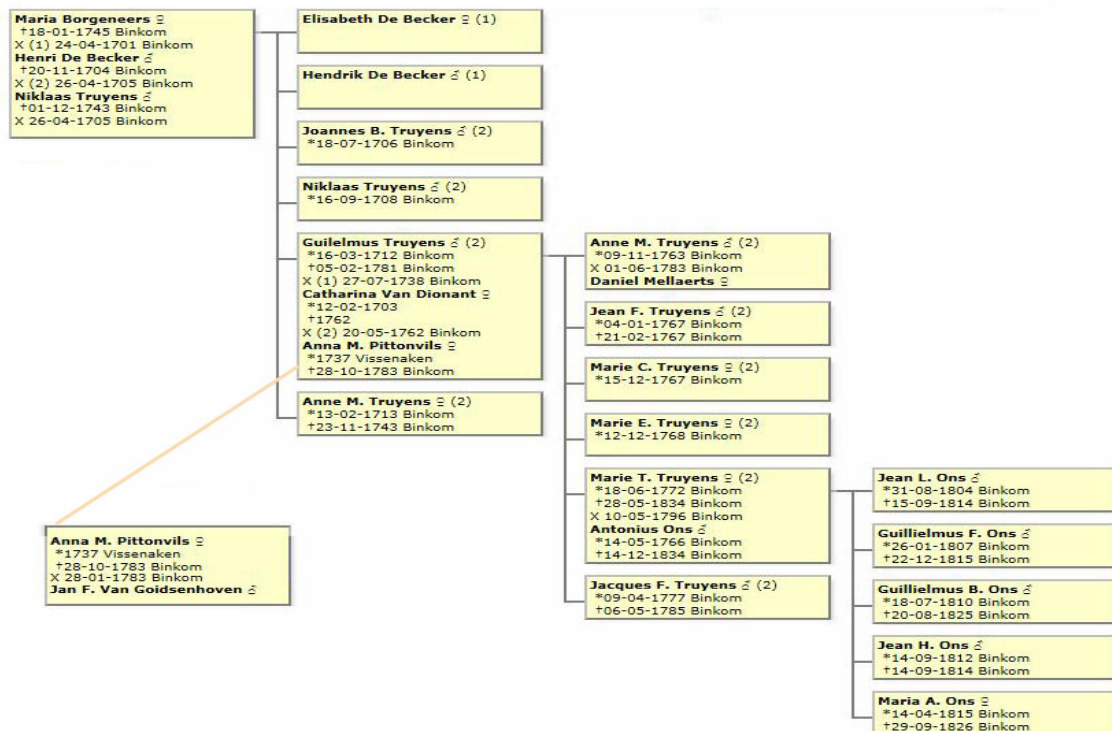 Maria Borgeneers ♀
†18-01-1745 Binkom
X (1) 24-04-1701 Binkom
Henri De Becker ♂
†20-11-1704 Binkom
X (2) 26-04-1705 Binkom
Niklaas Truyens ♂
†01-12-1743 Binkom
X 26-04-1705 Binkom
Elisabeth De Becker ♀ (1)
Hendrik De Becker ♂ (1)
Joannes B. Truyens ♂ (2)
*18-07-1706 Binkom
Niklaas Truyens ♂ (2)
*16-09-1708 Binkom
Guilelmus Truyens ♂ (2)
*16-03-1712 Binkom
†05-02-1781 Binkom
X (1) 27-07-1738 Binkom
Catharina Van Dionant ♀
*12-02-1703
†1762
X (2) 20-05-1762 Binkom
Anna M. Pittonvils ♀
*1737 Vissenaken
†28-10-1783 Binkom
Anne M. Truyens ♀ (2)
*13-02-1713 Binkom
†23-11-1743 Binkom
Anne M. Truyens ♂ (2)
*09-11-1763 Binkom
X 01-06-1783 Binkom
Daniel Mellaerts ♀
Jean F. Truyens ♂ (2)
*04-01-1767 Binkom
†21-02-1767 Binkom
Marie C. Truyens ♀ (2)
*15-12-1767 Binkom
Marie E. Truyens ♀ (2)
*12-12-1768 Binkom
Marie T. Truyens ♀ (2)
*18-06-1772 Binkom
†28-05-1834 Binkom
X 10-05-1796 Binkom
Antonius Ons ♂
*14-05-1766 Binkom
†14-12-1834 Binkom
Jacques F. Truyens ♂ (2)
*09-04-1777 Binkom
†06-05-1785 Binkom
Jean L. Ons ♂
*31-08-1804 Binkom
†15-09-1814 Binkom
Guillielmus F. Ons ♂
*26-01-1807 Binkom
†22-12-1815 Binkom
Guillielmus B. Ons ♂
*18-07-1810 Binkom
†20-08-1825 Binkom
Jean H. Ons ♂
*14-09-1812 Binkom
†14-09-1814 Binkom
Maria A. Ons ♀
*14-04-1815 Binkom
†29-09-1826 Binkom
Anna M. Pittonvils ♀
*1737 Vissenaken
†28-10-1783 Binkom
X 28-01-1783 Binkom
Jan F. Van Goidsenhoven ♂